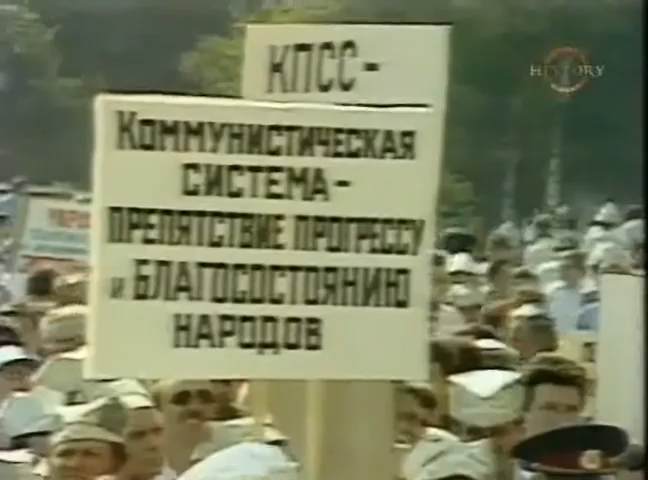 КПСС-
HISTORY
КОММУНИСТИЧЕСКАЯ
СИСТЕМА-
ПРЕПЯТСТВИЕ ПРОГРЕССУ
и БЛАГОСОСТОЯНИЮ
НАРОДОВ